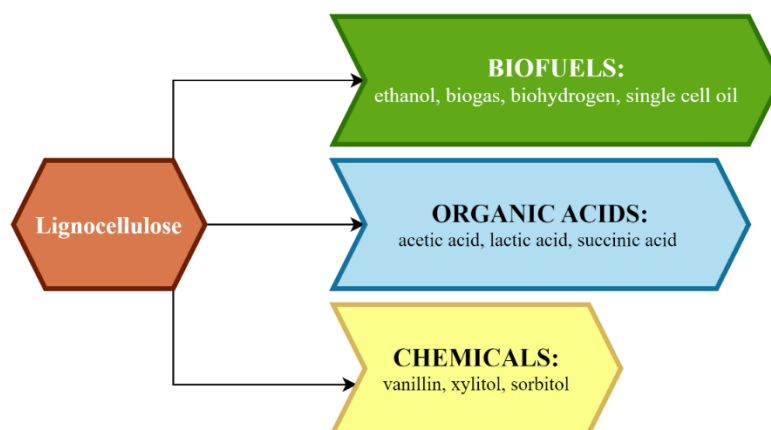 BIOFUELS:
ethanol, biogas, biohydrogen, single cell oil
Lignocellulose
ORGANIC ACIDS:
acetic acid, lactic acid, succinic acid
CHEMICALS:
vanillin, xylitol, sorbitol